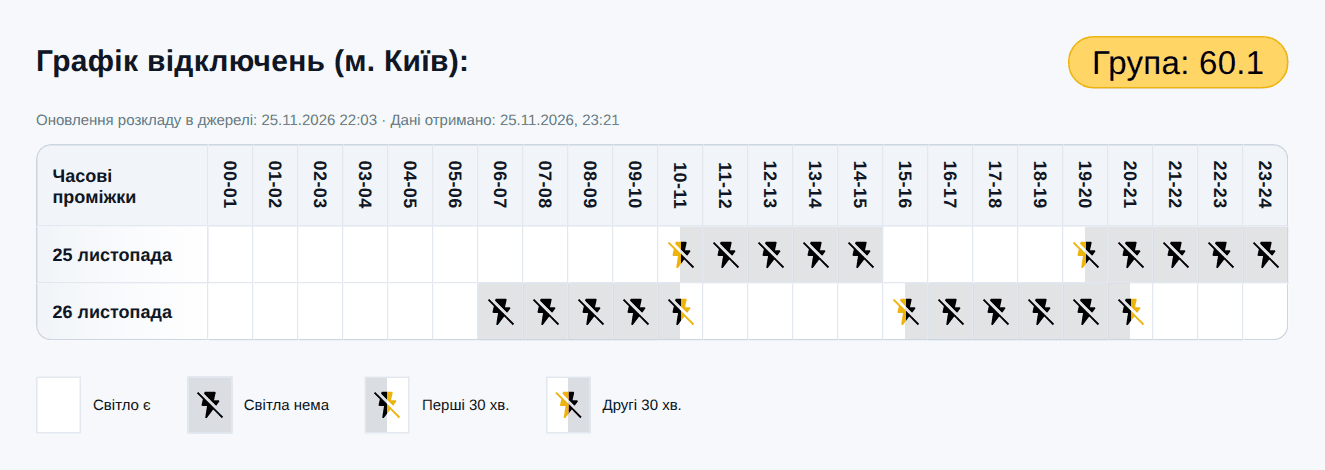 Графік відключень (м. Київ):
Група: 60.1
Оновлення розкладу в джерелі: 25.11.2026 22:03 · Дані отримано: 25.11.2026, 23:21
Часові
проміжки
00-01
01-02
02-03
03-04
04-05
05-06
06-07
07-08
08-09
09-10
10-11
11-12
12-13
13-14
14-15
15-16
16-17
17-18
18-19
19-20
20-21
21-22
22-23
23-24
25 листопада
26 листопада
Світло є
Світла нема
Перші 30 хв.
Другі 30 хв.